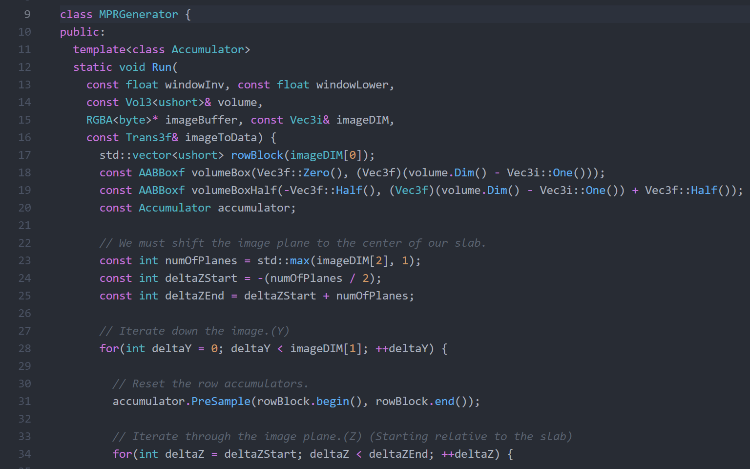 9 class MPRGenerator {
10 public:
11 template<class Accumulator>
12 static void Run(
13 const float windowInv, const float windowLower,
14 const Vol3<ushort>& volume,
15 RGBA<byte>* imageBuffer, const Vec3i& imageDIM,
16 const Trans3f& imageToData) {
17 std::vector<ushort> rowBlock(imageDIM[0]);
18 const AABBoxf volumeBox(Vec3f::Zero(), (Vec3f)(volume.Dim() - Vec3i::One()));
19 const AABBoxf volumeBoxHalf(-Vec3f::Half(), (Vec3f)(volume.Dim() - Vec3i::One()) + Vec3f::Half());
20 const Accumulator accumulator;
21
22 // We must shift the image plane to the center of our slab.
23 const int numOfPlanes = std::max(imageDIM[2], 1);
24 const int deltaZStart = -(numOfPlanes / 2);
25 const int deltaZEnd = deltaZStart + numOfPlanes;
26
27 // Iterate down the image.(Y)
28 for(int deltaY = 0; deltaY < imageDIM[1]; ++deltaY) {
29
30 // Reset the row accumulators.
31 accumulator.PreSample(rowBlock.begin(), rowBlock.end());
32
33 // Iterate through the image plane.(Z) (Starting relative to the slab)
34 for(int deltaZ = deltaZStart; deltaZ < deltaZEnd; ++deltaZ) {